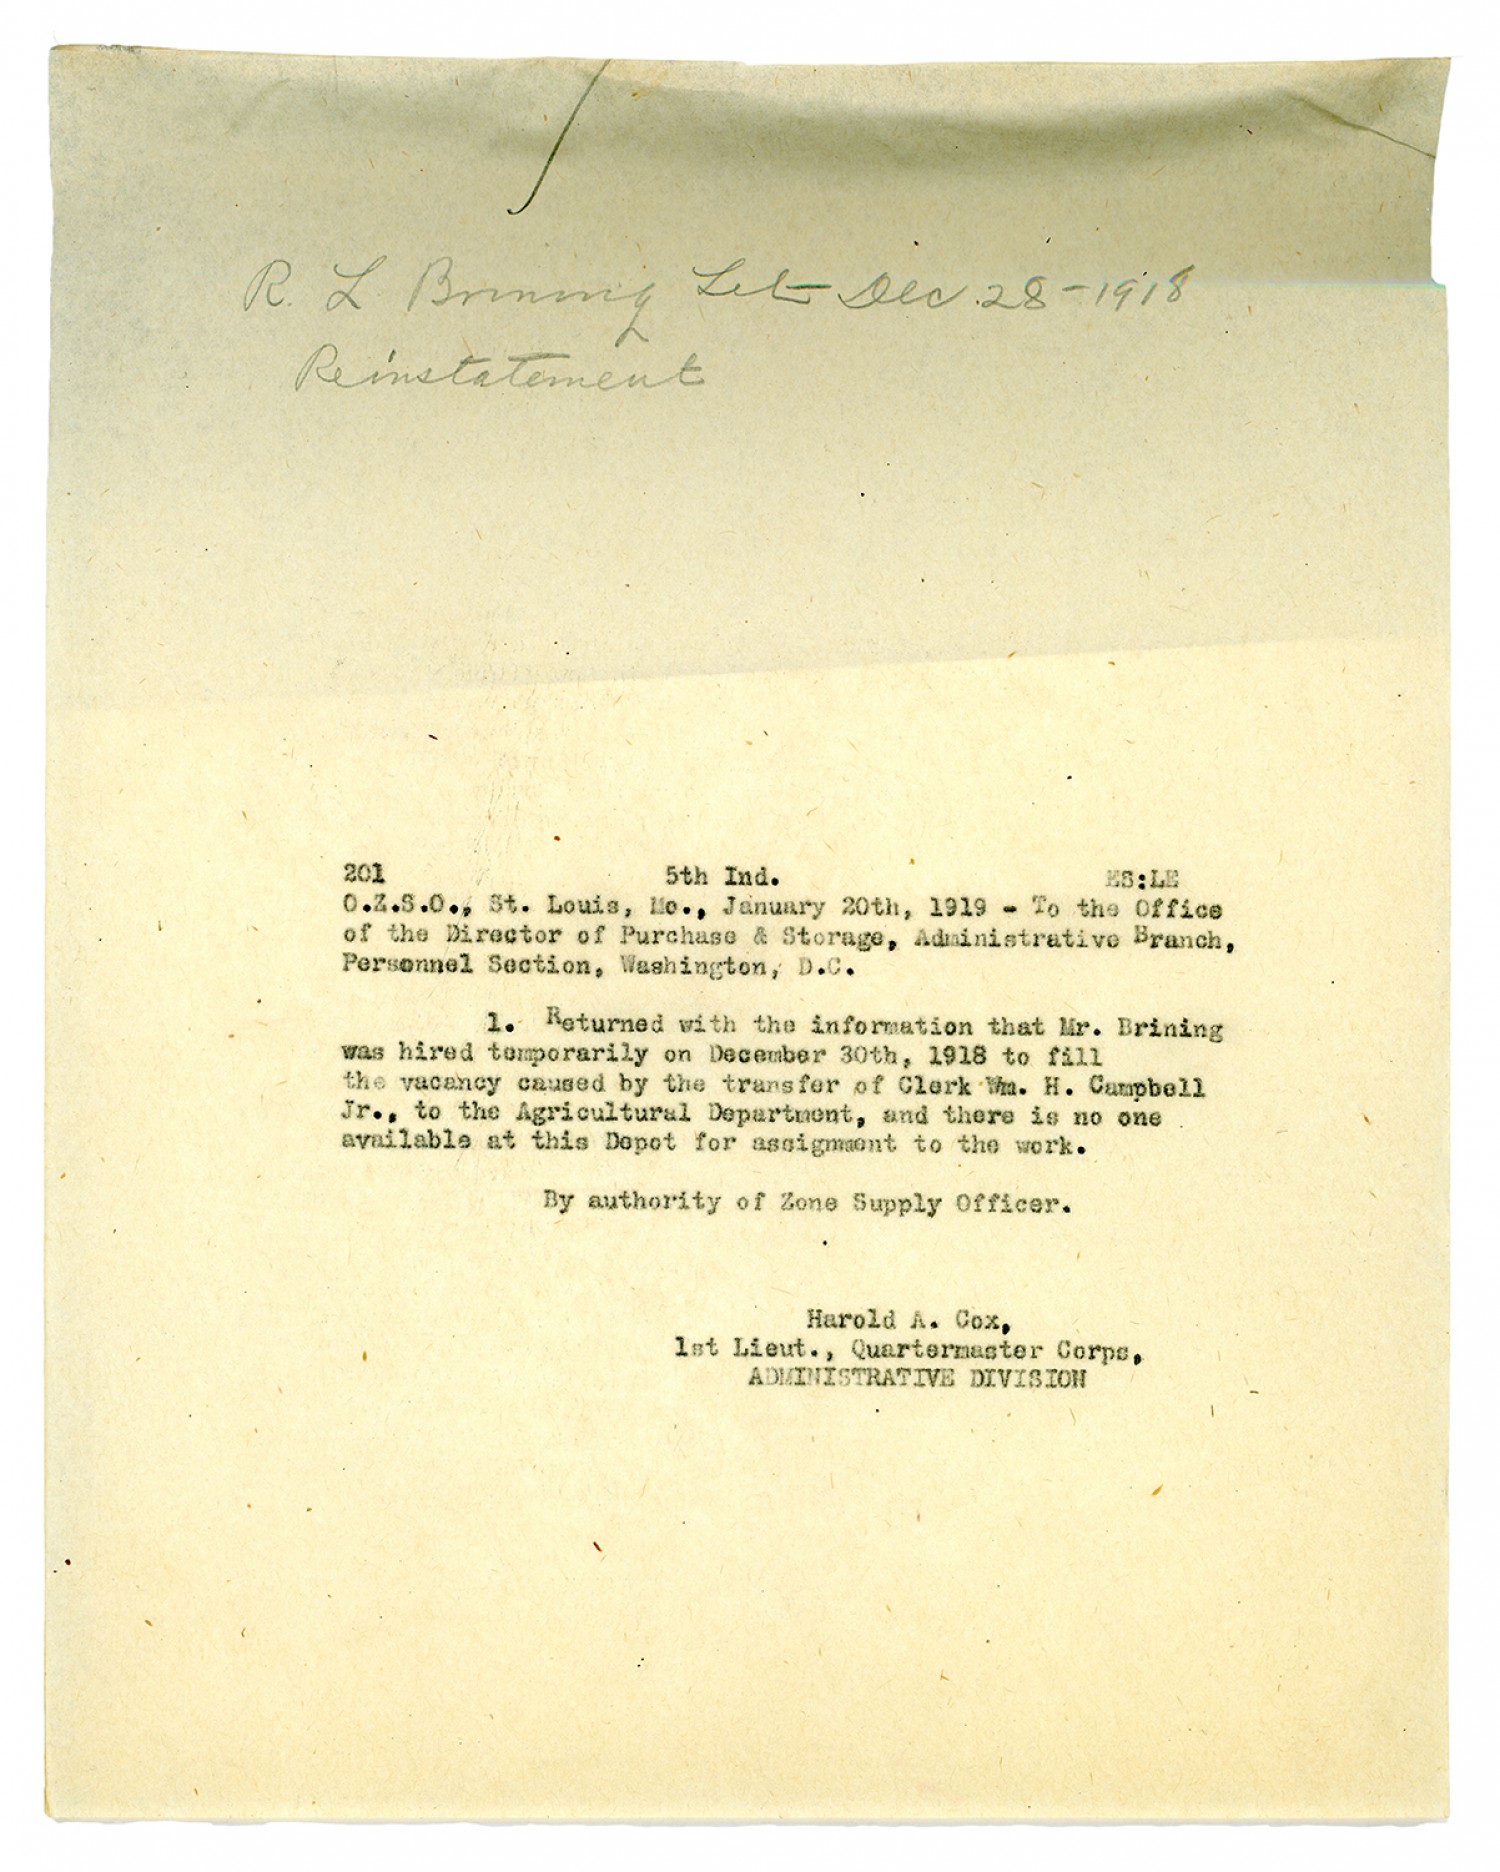 R. L Brining Let Dec. 28-1918
Reinstatement
201 5th Ind. ES:LE
O.Z.S.O., St. Louis, Mo., January 20th, 1919 - To the Office
of the Director of Purchase & Storage, Administrative Branch,
Personnel Section, Washington, D.C.
1. Returned with the information that Mr. Brining
was hired temporarily on December 30th, 1918 to fill
the vacancy caused by the transfer of Clerk Wm. H. Campbell
Jr., to the Agricultural Department, and there is no one
available at this Depot for assignment to the work.
By authority of Zone Supply Officer.
Harold A. Cox,
1st Lieut., Quartermaster Corps,
ADMINISTRATIVE DIVISION